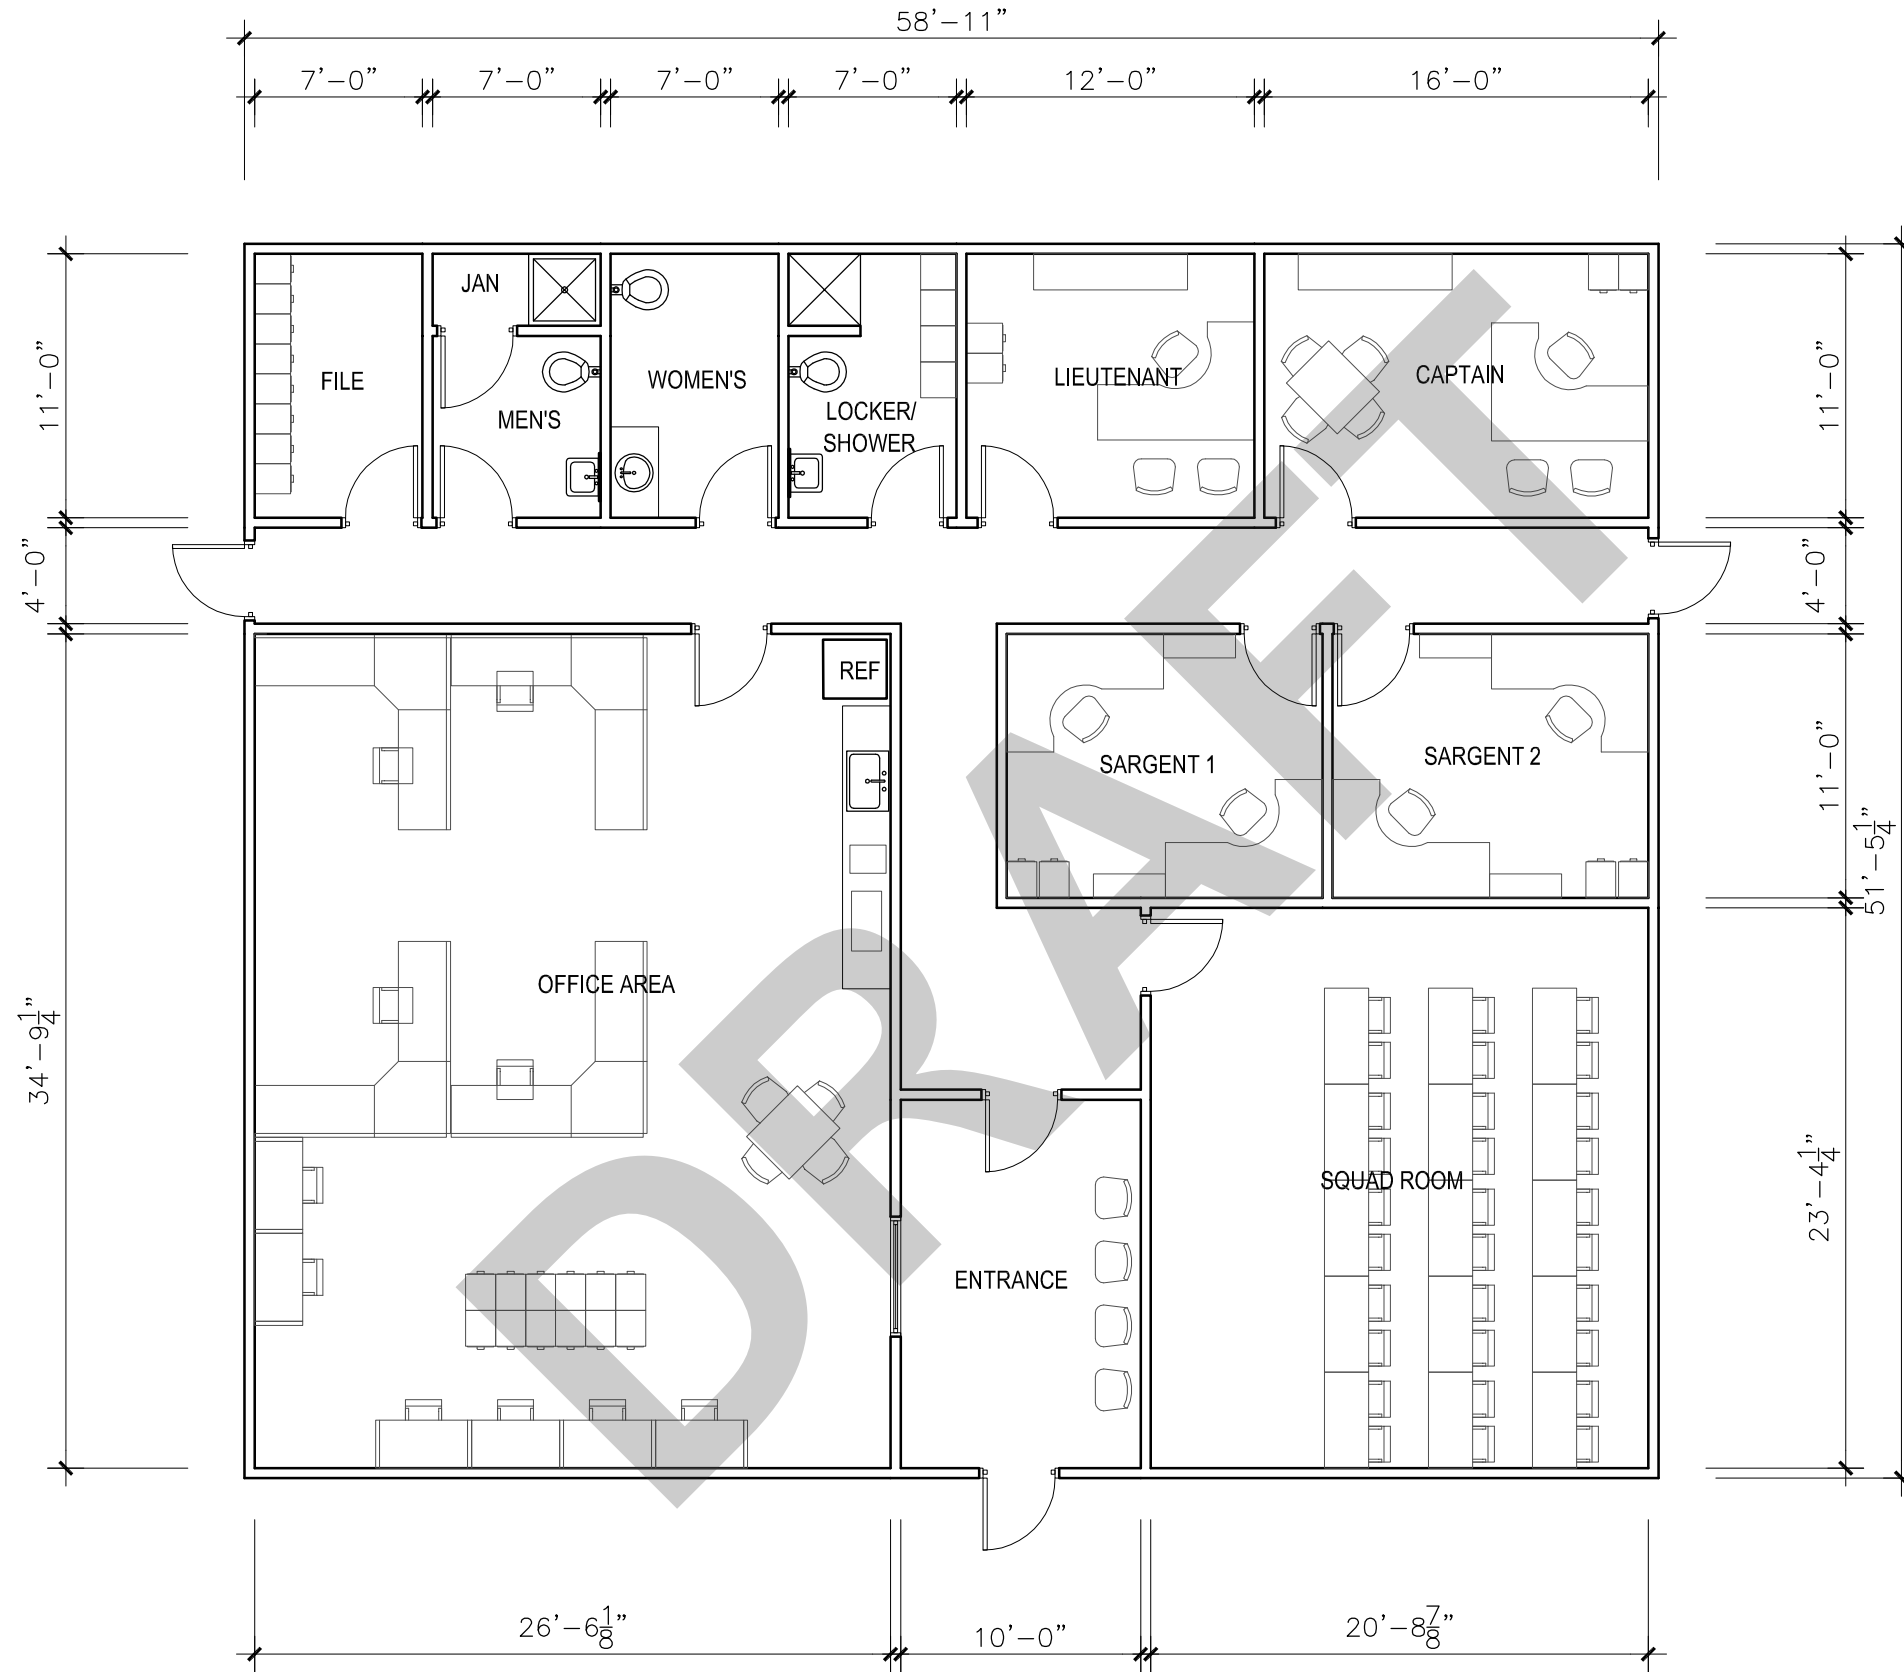 58’-11”
7’-0”
7’-0”
7’-0”
7’-0”
12’-0”
16’-0”
JAN
FILE
MEN'S
WOMEN'S
LOCKER/
SHOWER
LIEUTENANT
CAPTAIN
11’-0”
11’-0”
4’-0”
4’-0”
REF
SARGENT 1
SARGENT 2
11’-0”
51’-5 1/4”
OFFICE AREA
34’-9 1/4”
SQUAD ROOM
23’-4 1/4”
ENTRANCE
DRAFT
26’-6 1/8”
10’-0”
20’-8 7/8”